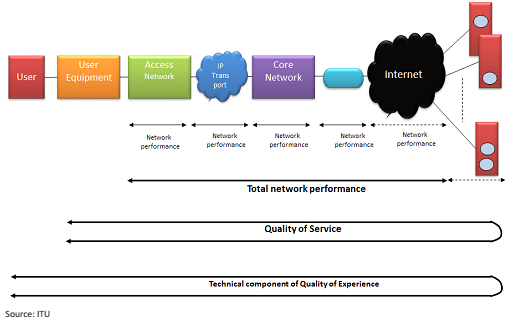 User
User
Equipment
Access
Network
IP
Trans
port
Core
Network
Internet
Network
performance
Network
performance
Network
performance
Network
performance
Network
performance
Total network performance
Quality of Service
Technical component of Quality of Experience
Source: ITU